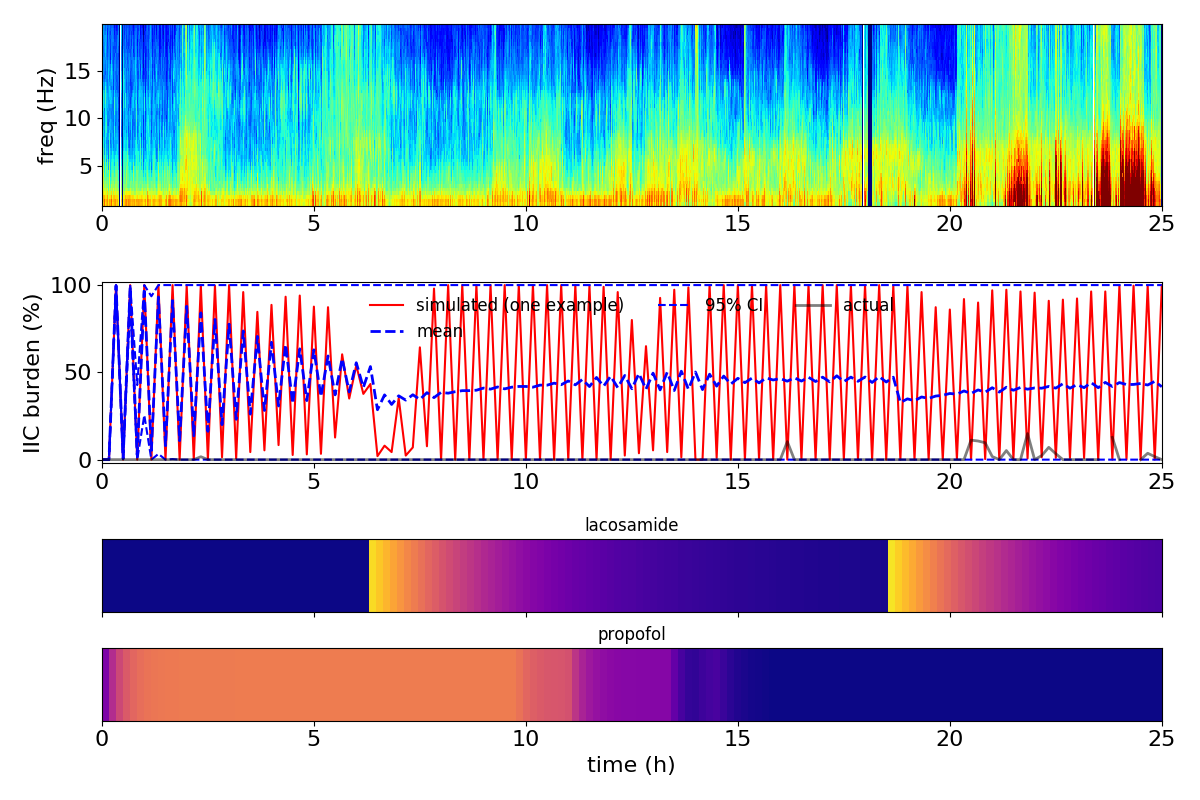 freq (Hz)
15
10
5
0 5 10 15 20 25
IIC burden (%)
100
50
0
simulated (one example) 95% CI actual
mean
0 5 10 15 20 25
lacosamide
propofol
0 5 10 15 20 25
time (h)